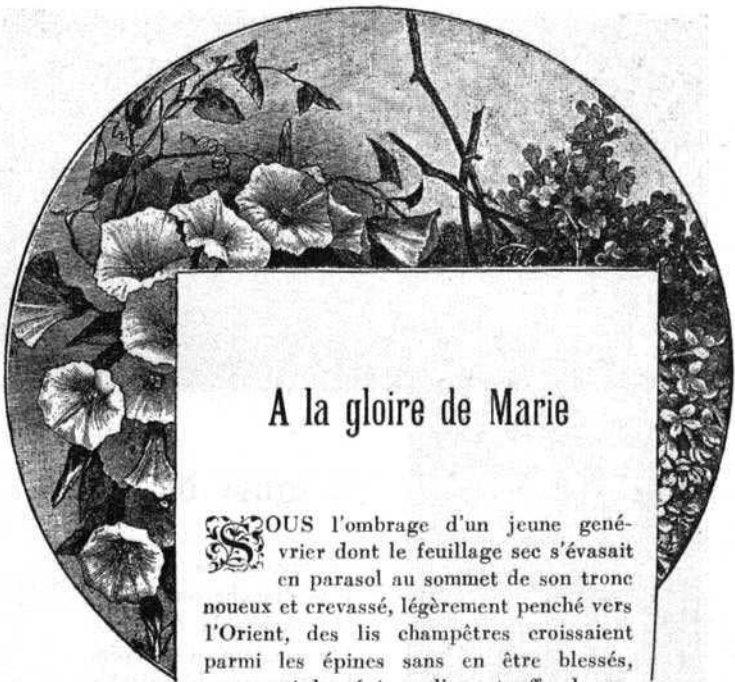 A la gloire de Marie
SOUS l'ombrage d'un jeune gené-
vrier dont le feuillage sec s'évasait
en parasol au sommet de son tronc
noueux et crevassé, légèrement penché vers
l'Orient, des lis champêtres croissaient
parmi les épines sans en être blessés,